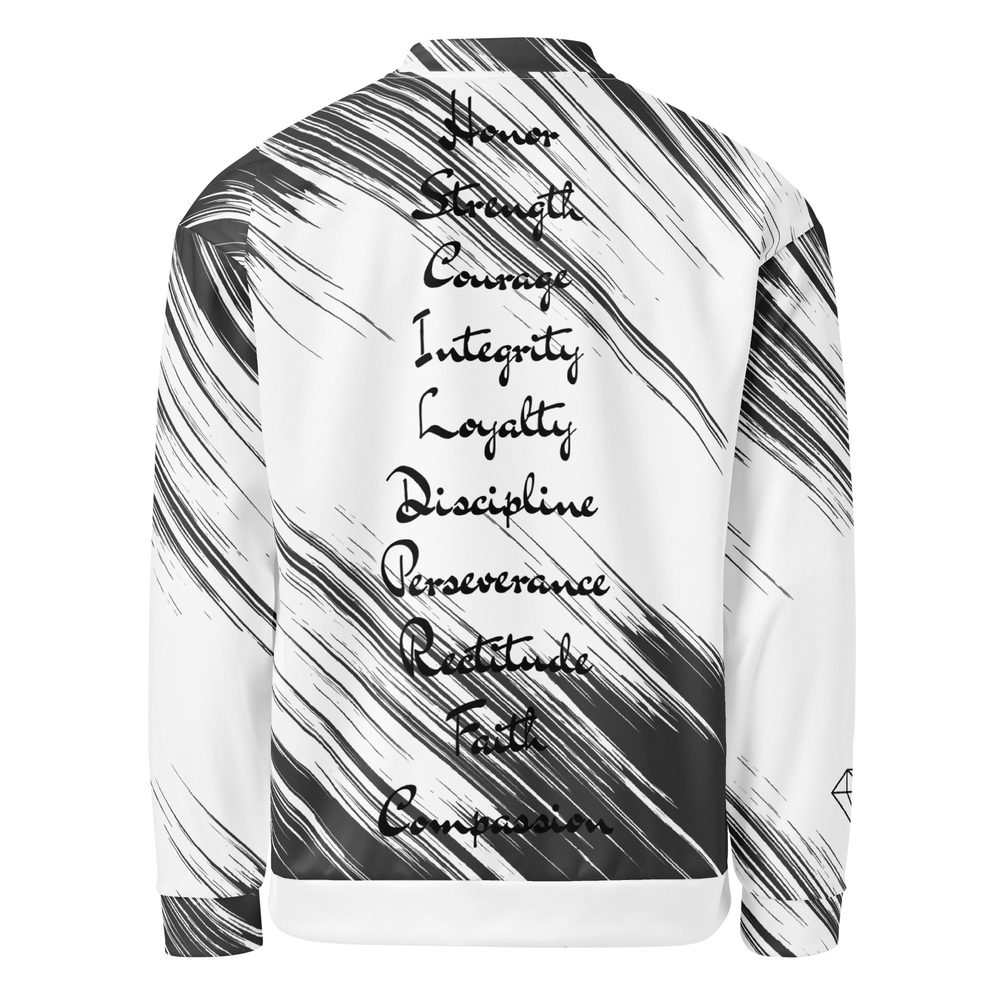 Honor
Strength
Courage
Integrity
Loyalty
Discipline
Perseverance
Rectitude
Faith
Compassion